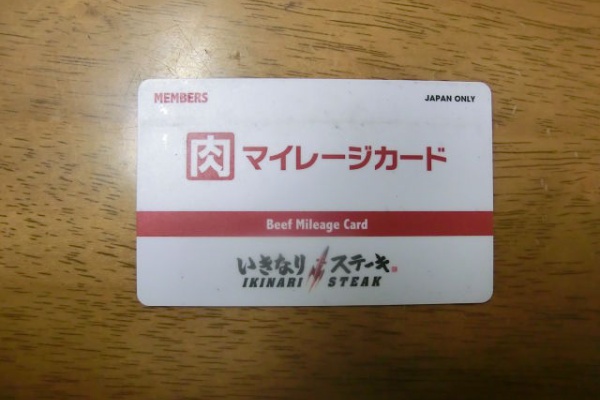 MEMBERS
JAPAN ONLY
肉 マイレージカード
Beef Mileage Card
いきなりステーキ
IKINARI STEAK